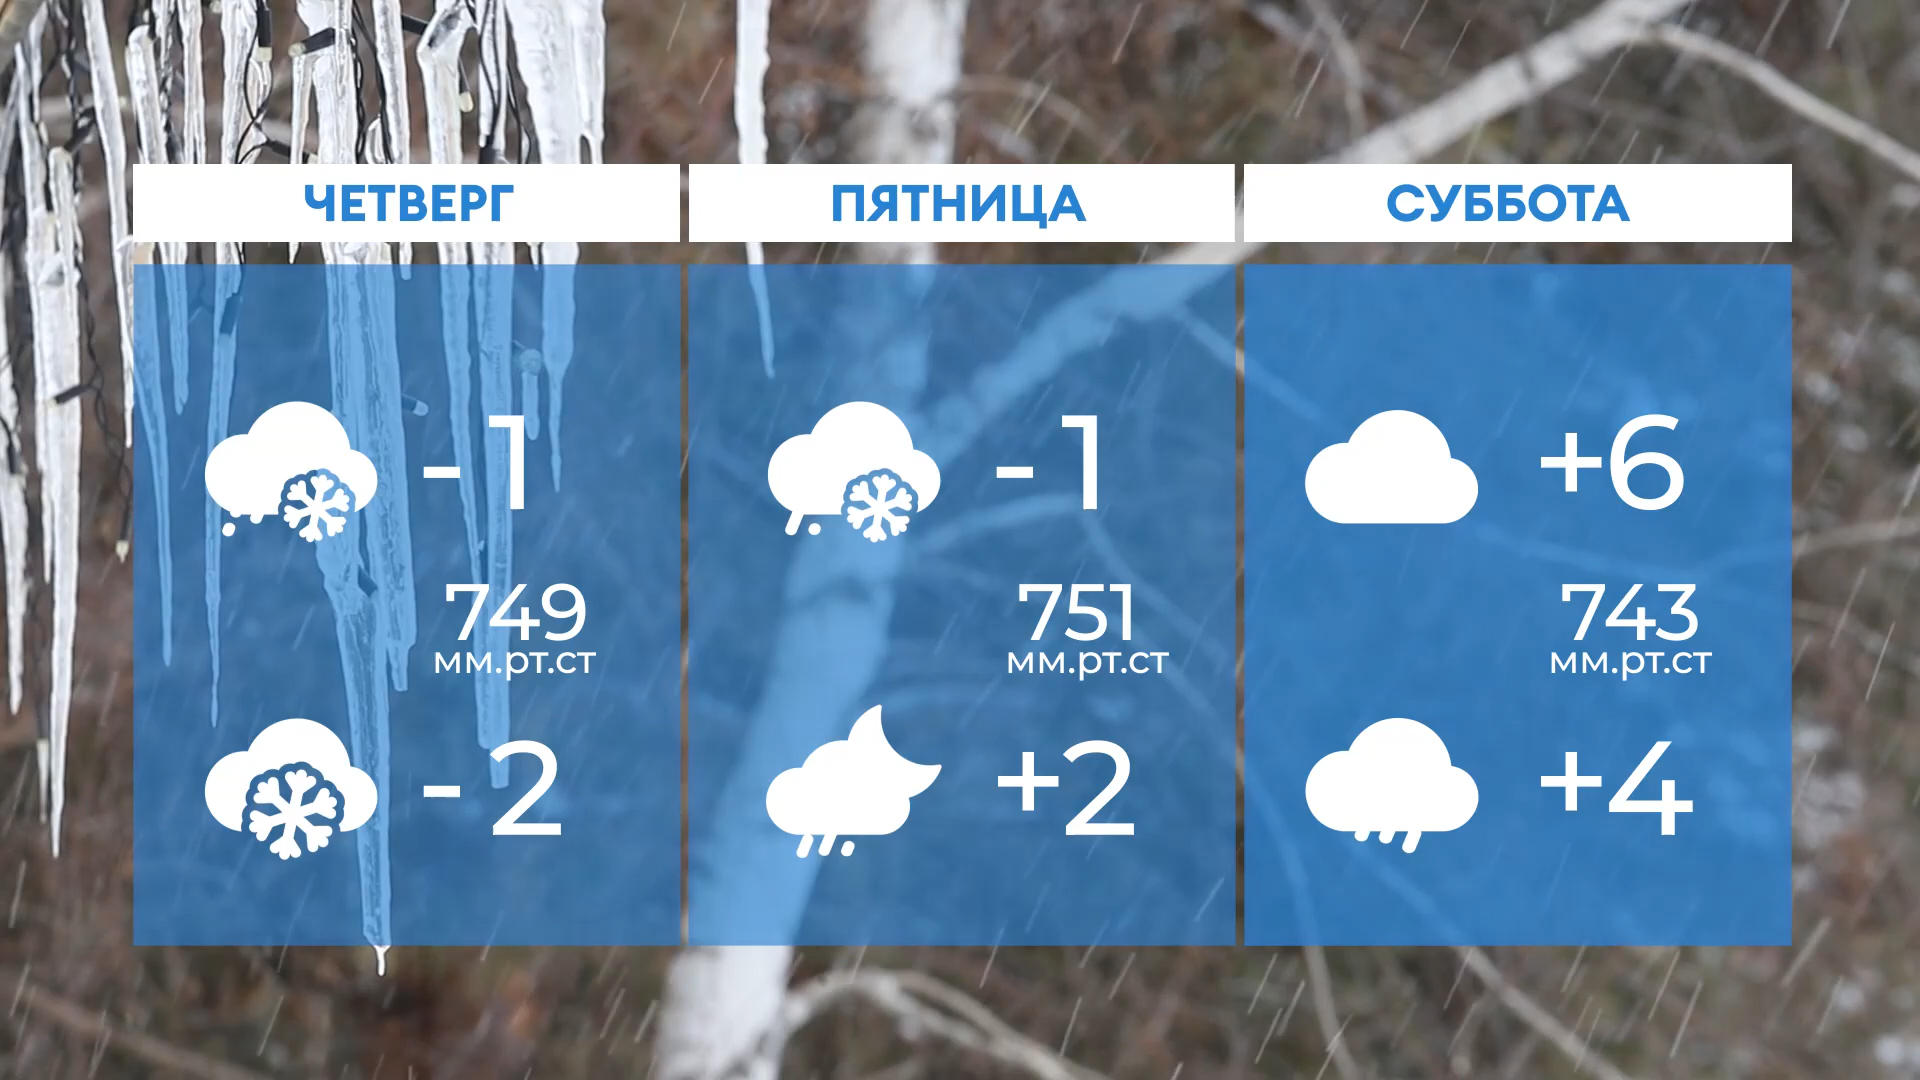 ЧЕТВЕРГ
- 1
749
мм.рт.ст
- 2
ПЯТНИЦА
- 1
751
мм.рт.ст
+2
СУББОТА
+6
743
мм.рт.ст
+4